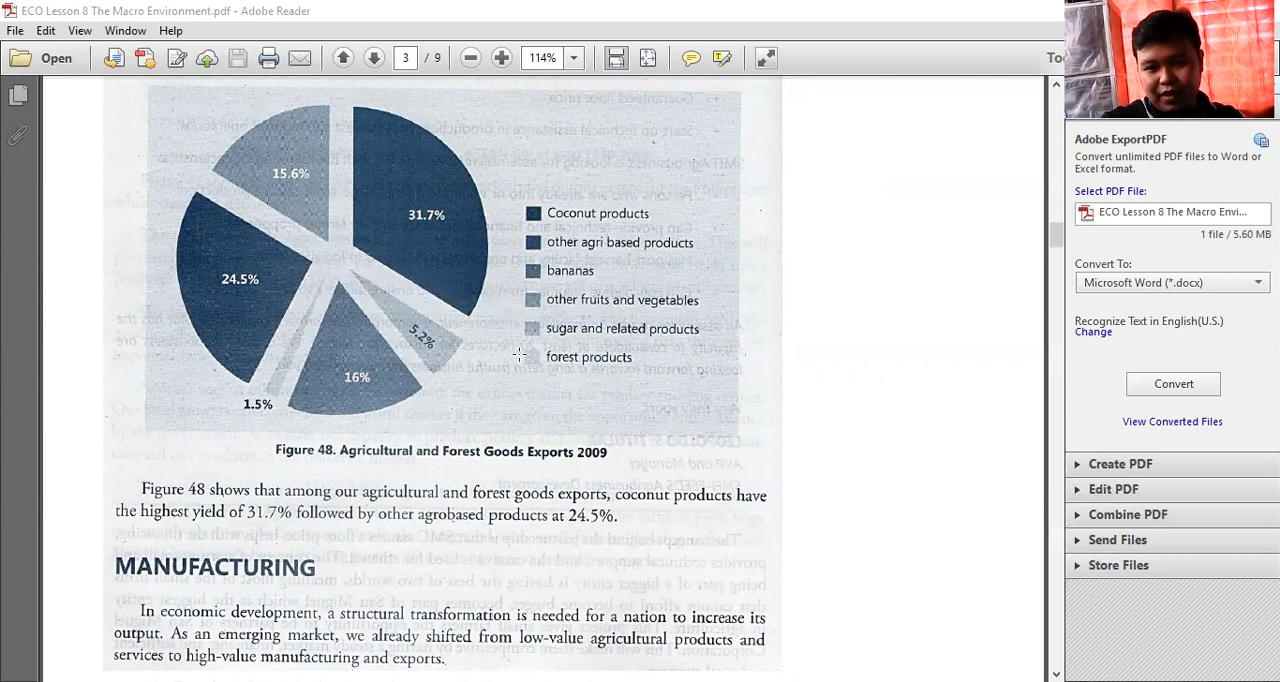 ECO Lesson 8 The Macro Environment.pdf - Adobe Reader
File Edit View Window Help
Open 3 / 9 114% To
Guaranteed floor price
15.6%
31.7%
24.5%
5.2%
16%
1.5%
Coconut products
other agri based products
bananas
other fruits and vegetables
sugar and related products
forest products
Figure 48. Agricultural and Forest Goods Exports 2009
Figure 48 shows that among our agricultural and forest goods exports, coconut products have
the highest yield of 31.7% followed by other agrobased products at 24.5%.
MANUFACTURING
In economic development, a structural transformation is needed for a nation to increase its
output. As an emerging market, we already shifted from low-value agricultural products and
services to high-value manufacturing and exports.
Adobe ExportPDF
Convert unlimited PDF files to Word or
Excel format.
Select PDF File:
ECO Lesson 8 The Macro Envi...
1 file / 5.60 MB
Convert To:
Microsoft Word (*.docx)
Recognize Text in English(U.S.)
Change
Convert
View Converted Files
Create PDF
Edit PDF
Combine PDF
Send Files
Store Files